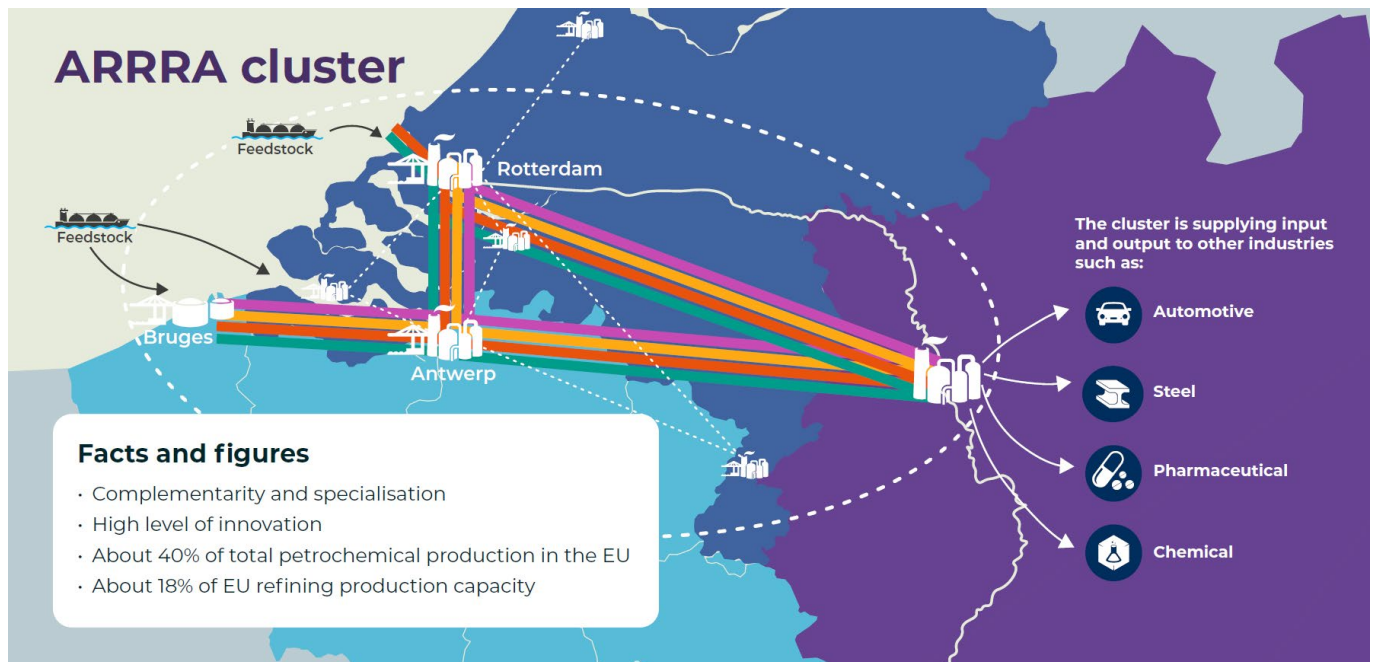 ARRRA cluster
Feedstock
Rotterdam
Feedstock
Bruges
Antwerp
The cluster is supplying input
and output to other industries
such as:
Automotive
Steel
Pharmaceutical
Chemical
Facts and figures
· Complementarity and specialisation
· High level of innovation
· About 40% of total petrochemical production in the EU
· About 18% of EU refining production capacity